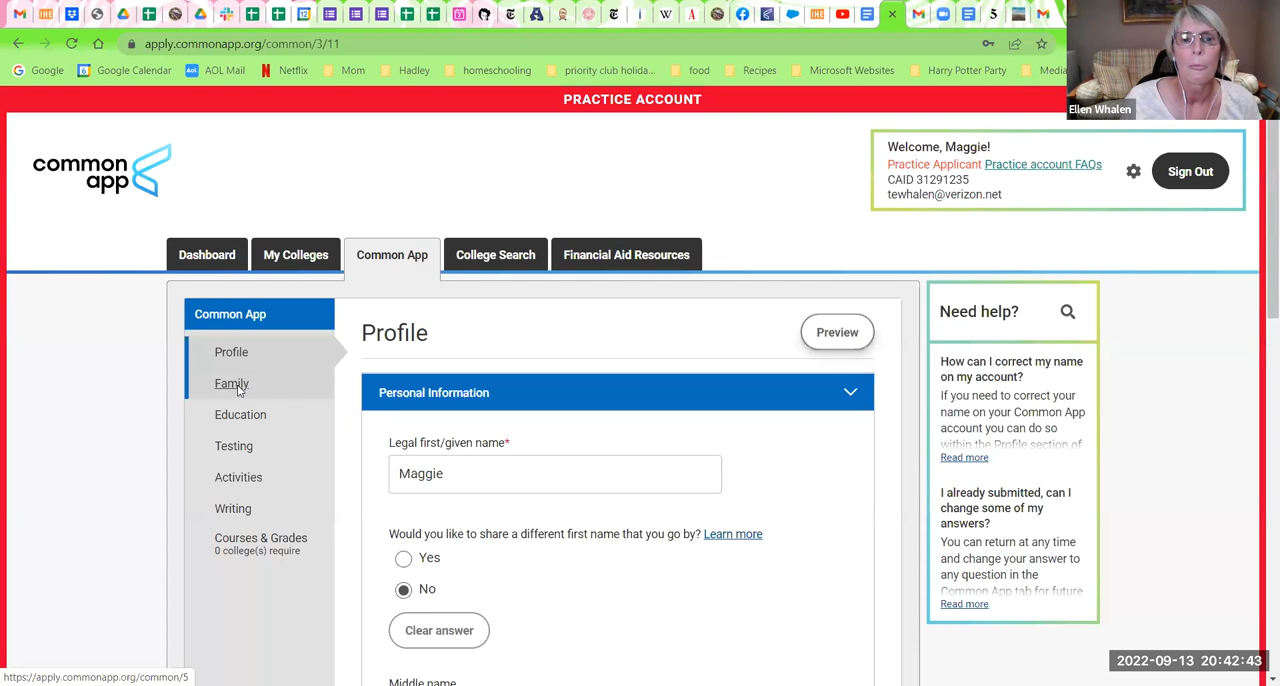 apply.commonapp.org/common/3/11
Google
Google Calendar
Aol.
AOL Mail
Netflix
Mom
Hadley
homeschooling
priority club holida...
food
Recipes
Microsoft Websites
Harry Potter Party
Media
Ellen Whalen
PRACTICE ACCOUNT
common
app
Welcome, Maggie!
Practice Applicant Practice account FAQs
CAID 31291235
tewhalen@verizon.net
Sign Out
Dashboard
My Colleges
Common App
College Search
Financial Aid Resources
Common App
Profile
Family
Education
Testing
Activities
Writing
Courses & Grades
0 college(s) require
Profile
Preview
Personal Information
Legal first/given name*
Maggie
Would you like to share a different first name that you go by? Learn more
Yes
No
Clear answer
Middle name
Need help?
How can I correct my name
on my account?
If you need to correct your
name on your Common App
account you can do so
within the Profile section of
Read more
I already submitted, can I
change some of my
answers?
You can return at any time
and change your answer to
any question in the
Common App tab for future
Read more
https://apply.commonapp.org/common/5
2022-09-13 20:42:43